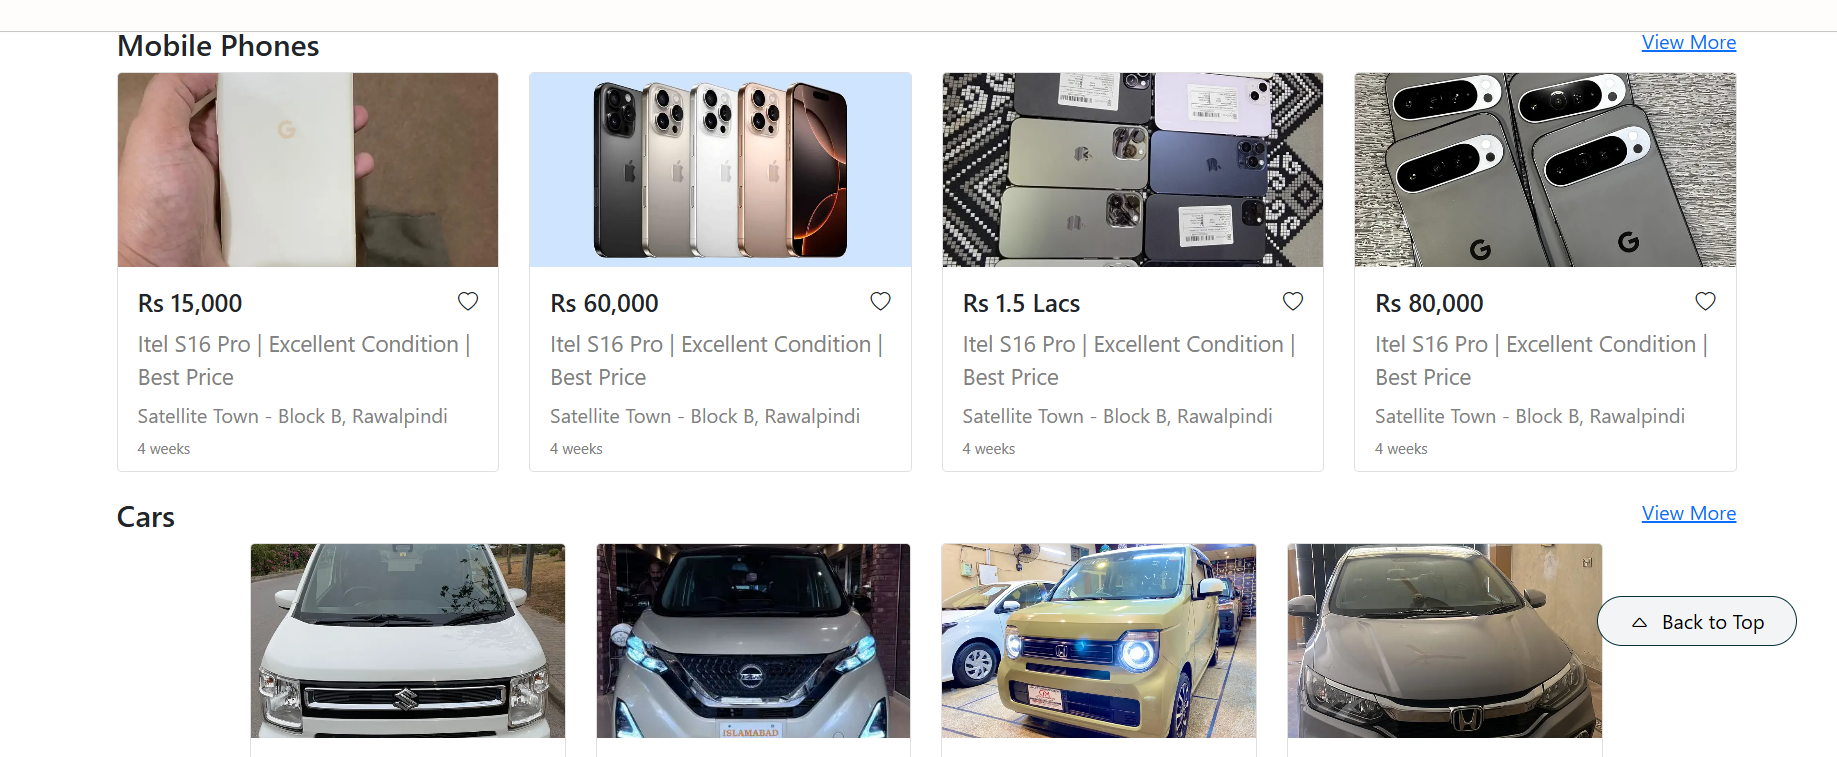 Mobile Phones
View More
Rs 15,000
Itel S16 Pro | Excellent Condition |
Best Price
Satellite Town - Block B, Rawalpindi
4 weeks
Rs 60,000
Itel S16 Pro | Excellent Condition |
Best Price
Satellite Town - Block B, Rawalpindi
4 weeks
Rs 1.5 Lacs
Itel S16 Pro | Excellent Condition |
Best Price
Satellite Town - Block B, Rawalpindi
4 weeks
Rs 80,000
Itel S16 Pro | Excellent Condition |
Best Price
Satellite Town - Block B, Rawalpindi
4 weeks
Cars
View More
ISLAMABAD
Back to Top